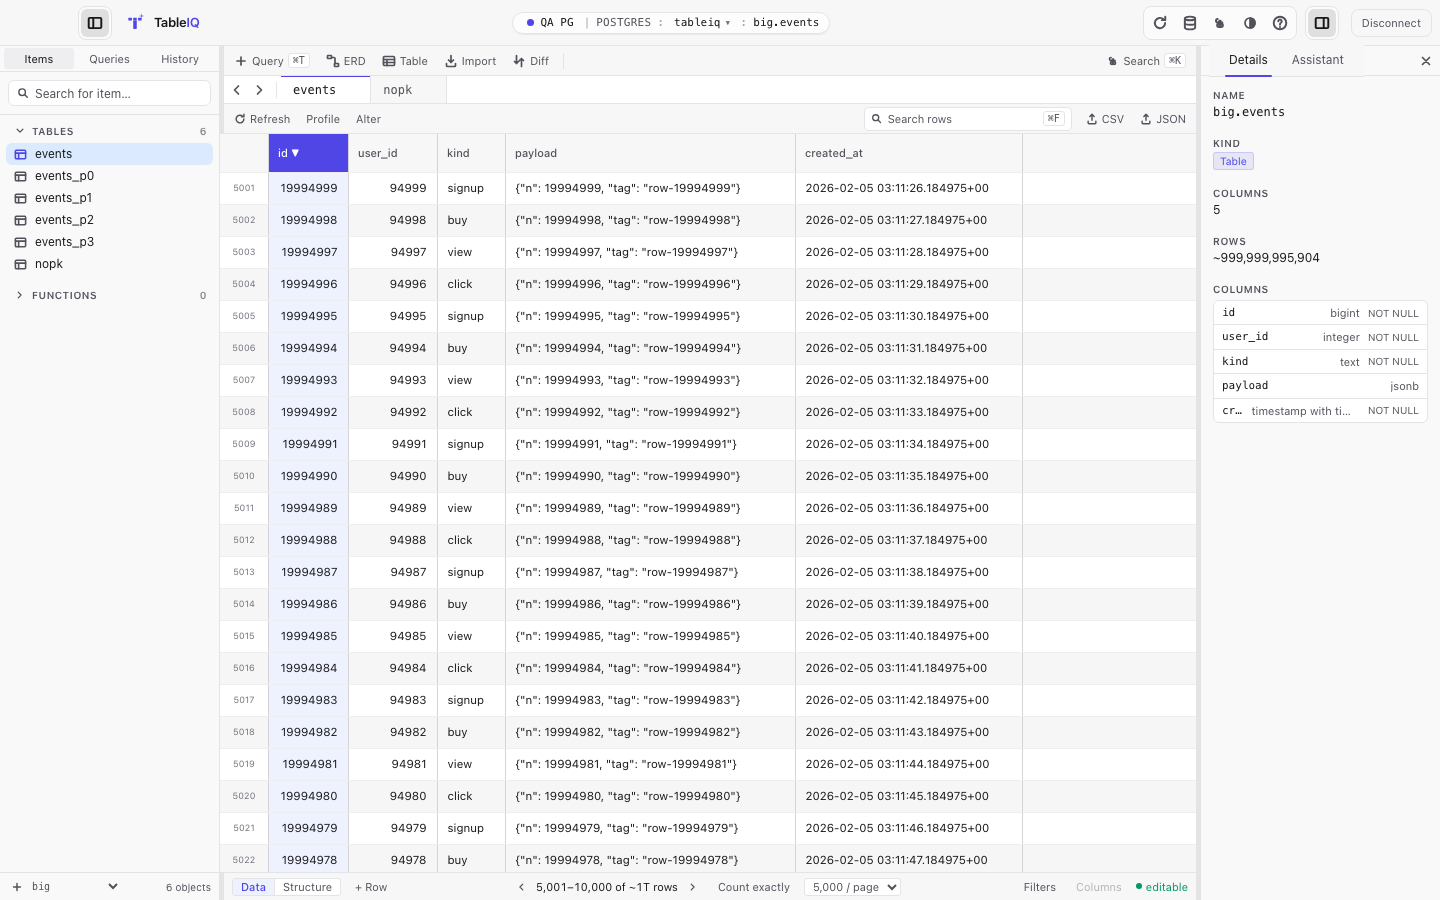 TableIQ
QA PG | POSTGRES : tableiq ▾ : big.events
Disconnect
Items Queries History
Search for item...
TABLES 6
events
events_p0
events_p1
events_p2
events_p3
nopk
FUNCTIONS 0
+ big 6 objects
+ Query ⌘T ERD Table Import Diff Search ⌘K
events nopk
Refresh Profile Alter Search rows ⌘F CSV JSON
id ▼ user_id kind payload created_at
5001 19994999 94999 signup {"n": 19994999, "tag": "row-19994999"} 2026-02-05 03:11:26.184975+00
5002 19994998 94998 buy {"n": 19994998, "tag": "row-19994998"} 2026-02-05 03:11:27.184975+00
5003 19994997 94997 view {"n": 19994997, "tag": "row-19994997"} 2026-02-05 03:11:28.184975+00
5004 19994996 94996 click {"n": 19994996, "tag": "row-19994996"} 2026-02-05 03:11:29.184975+00
5005 19994995 94995 signup {"n": 19994995, "tag": "row-19994995"} 2026-02-05 03:11:30.184975+00
5006 19994994 94994 buy {"n": 19994994, "tag": "row-19994994"} 2026-02-05 03:11:31.184975+00
5007 19994993 94993 view {"n": 19994993, "tag": "row-19994993"} 2026-02-05 03:11:32.184975+00
5008 19994992 94992 click {"n": 19994992, "tag": "row-19994992"} 2026-02-05 03:11:33.184975+00
5009 19994991 94991 signup {"n": 19994991, "tag": "row-19994991"} 2026-02-05 03:11:34.184975+00
5010 19994990 94990 buy {"n": 19994990, "tag": "row-19994990"} 2026-02-05 03:11:35.184975+00
5011 19994989 94989 view {"n": 19994989, "tag": "row-19994989"} 2026-02-05 03:11:36.184975+00
5012 19994988 94988 click {"n": 19994988, "tag": "row-19994988"} 2026-02-05 03:11:37.184975+00
5013 19994987 94987 signup {"n": 19994987, "tag": "row-19994987"} 2026-02-05 03:11:38.184975+00
5014 19994986 94986 buy {"n": 19994986, "tag": "row-19994986"} 2026-02-05 03:11:39.184975+00
5015 19994985 94985 view {"n": 19994985, "tag": "row-19994985"} 2026-02-05 03:11:40.184975+00
5016 19994984 94984 click {"n": 19994984, "tag": "row-19994984"} 2026-02-05 03:11:41.184975+00
5017 19994983 94983 signup {"n": 19994983, "tag": "row-19994983"} 2026-02-05 03:11:42.184975+00
5018 19994982 94982 buy {"n": 19994982, "tag": "row-19994982"} 2026-02-05 03:11:43.184975+00
5019 19994981 94981 view {"n": 19994981, "tag": "row-19994981"} 2026-02-05 03:11:44.184975+00
5020 19994980 94980 click {"n": 19994980, "tag": "row-19994980"} 2026-02-05 03:11:45.184975+00
5021 19994979 94979 signup {"n": 19994979, "tag": "row-19994979"} 2026-02-05 03:11:46.184975+00
5022 19994978 94978 buy {"n": 19994978, "tag": "row-19994978"} 2026-02-05 03:11:47.184975+00
Data Structure + Row 5,001–10,000 of ~1T rows Count exactly 5,000 / page Filters Columns editable
Details Assistant
NAME
big.events
KIND
Table
COLUMNS
5
ROWS
~999,999,995,904
COLUMNS
id bigint NOT NULL
user_id integer NOT NULL
kind text NOT NULL
payload jsonb
cr… timestamp with ti… NOT NULL